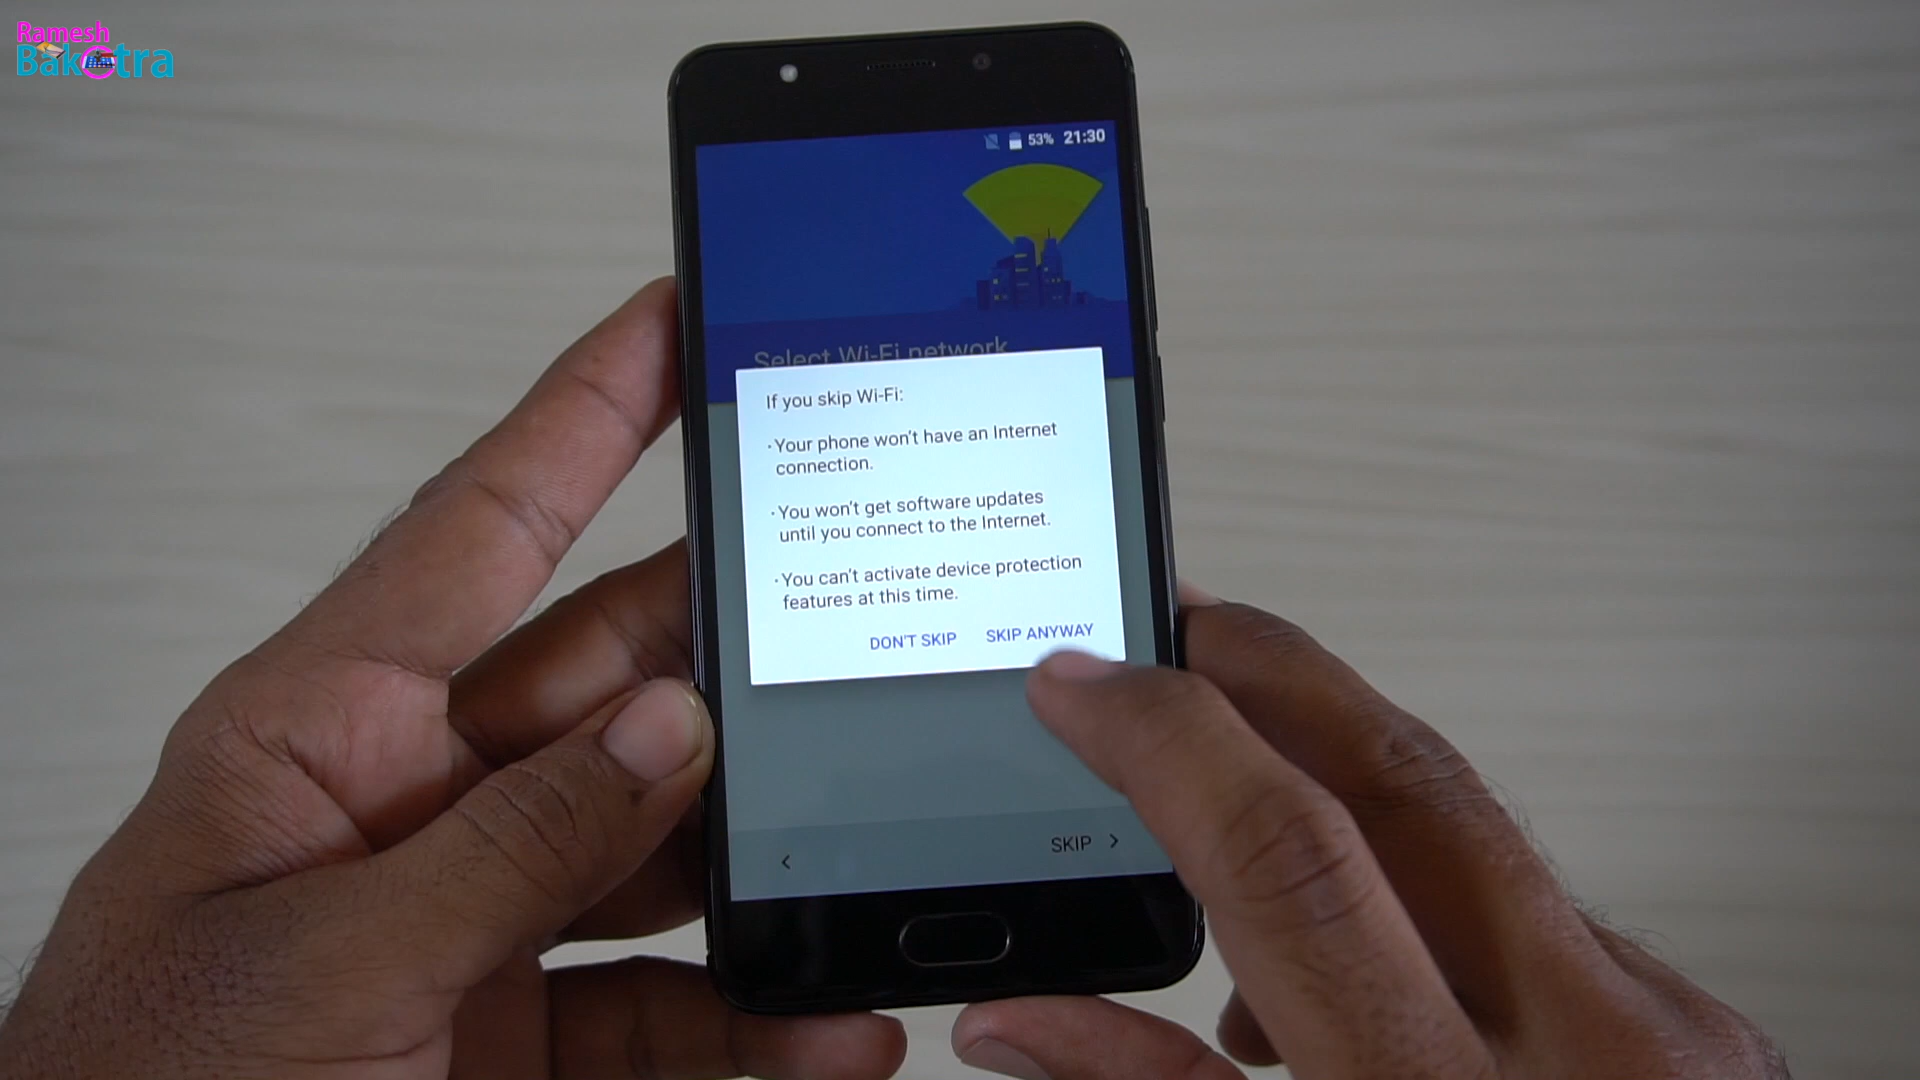 Ramesh
Bakotra
53% 21:30
Select Wi-Fi network
If you skip Wi-Fi:
·Your phone won't have an Internet
connection.
·You won't get software updates
until you connect to the Internet.
·You can't activate device protection
features at this time.
DON'T SKIP SKIP ANYWAY
SKIP